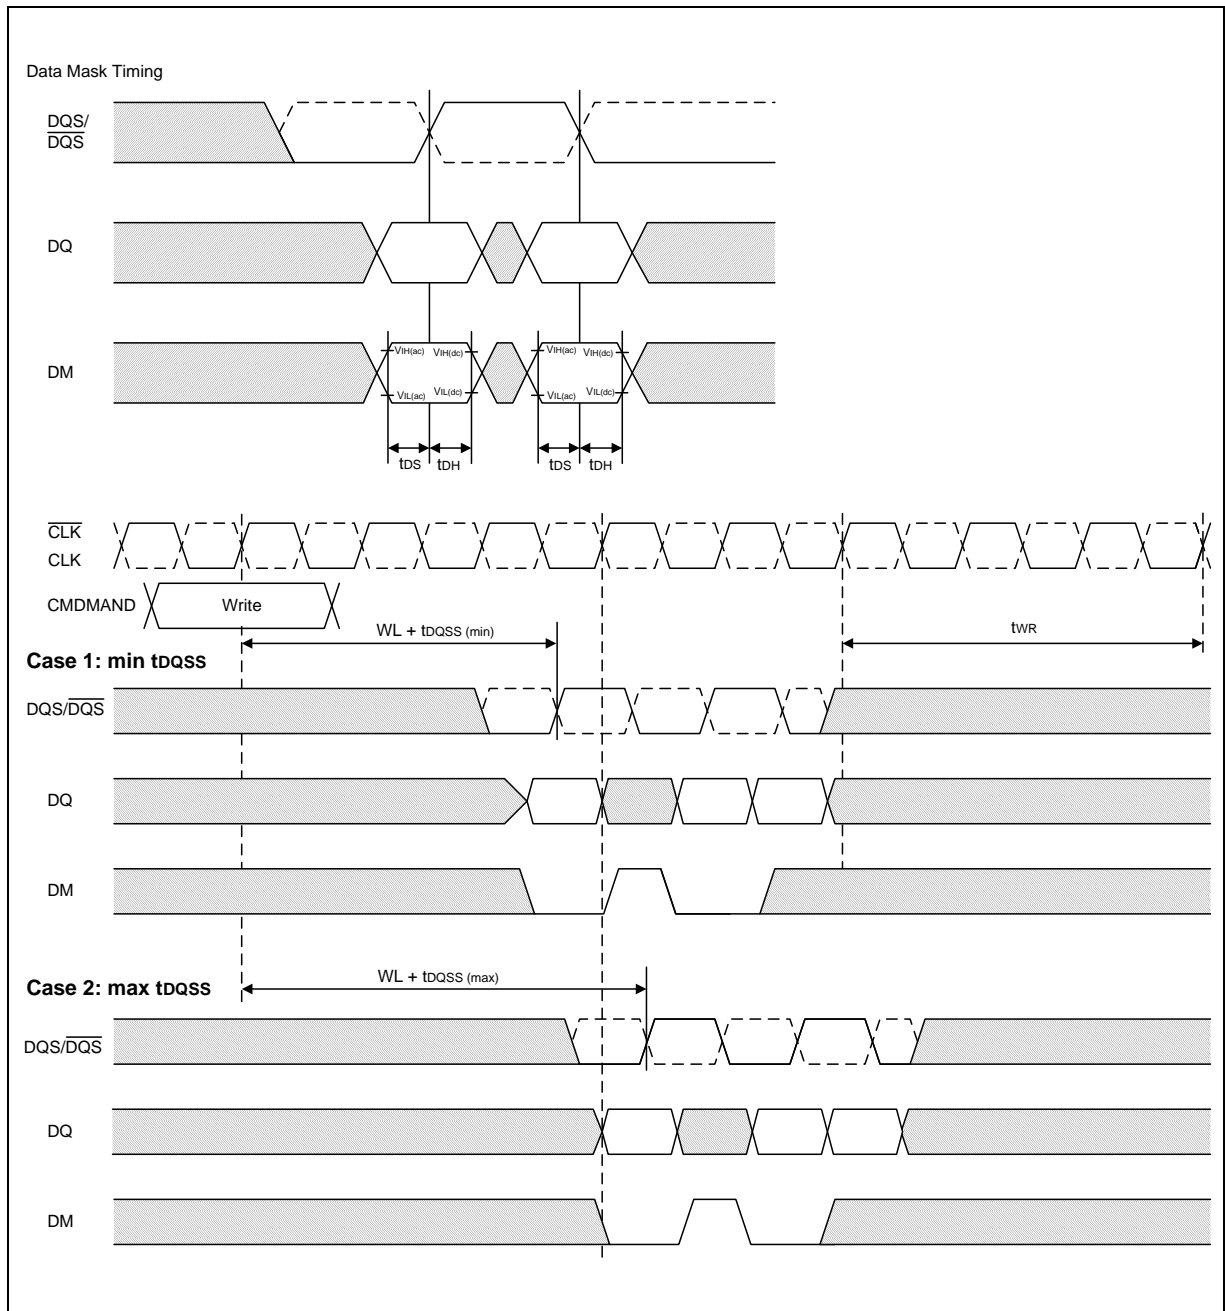 Data Mask Timing
DQS/
DQS
DQ
DM
VIH(ac) VIH(dc) VIH(ac) VIH(dc)
VIL(ac) VIL(dc) VIL(ac) VIL(dc)
tDS tDH tDS tDH
CLK
CLK
CMDMAND Write
WL + tDQSS (min) tWR
Case 1: min tDQSS
DQS/DQS
DQ
DM
WL + tDQSS (max)
Case 2: max tDQSS
DQS/DQS
DQ
DM